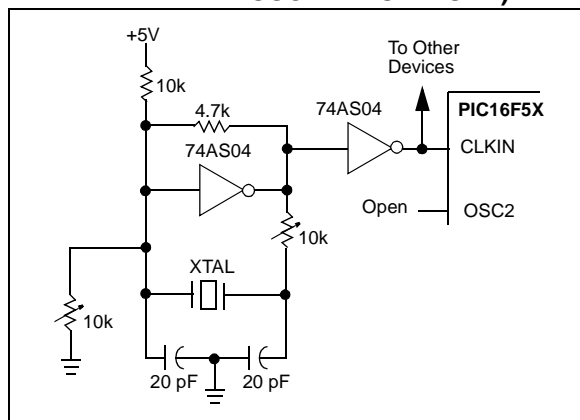 +5V
10k
4.7k
74AS04
74AS04
To Other
Devices
PIC16F5X
CLKIN
Open
OSC2
10k
XTAL
10k
20 pF
20 pF